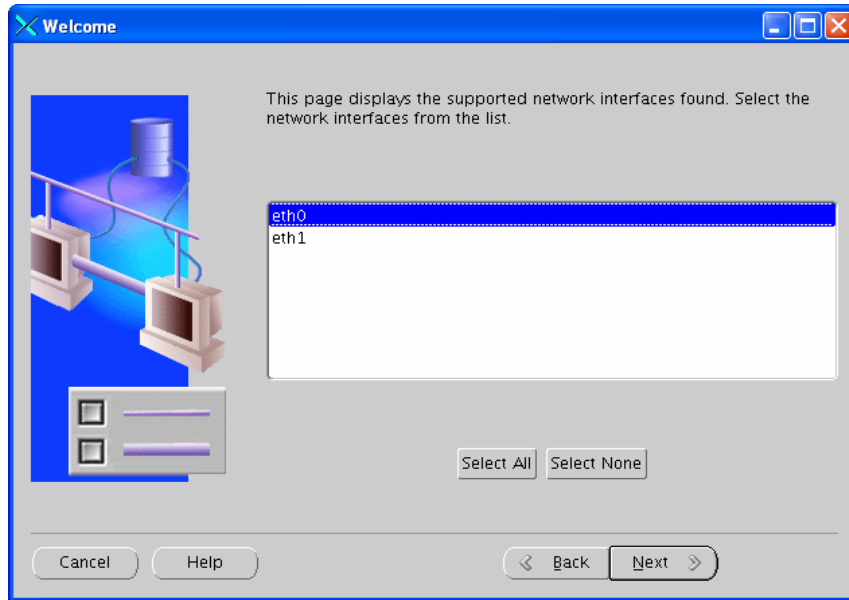 Welcome
This page displays the supported network interfaces found. Select the
network interfaces from the list.
eth0
eth1
Select All Select None
Cancel Help Back Next